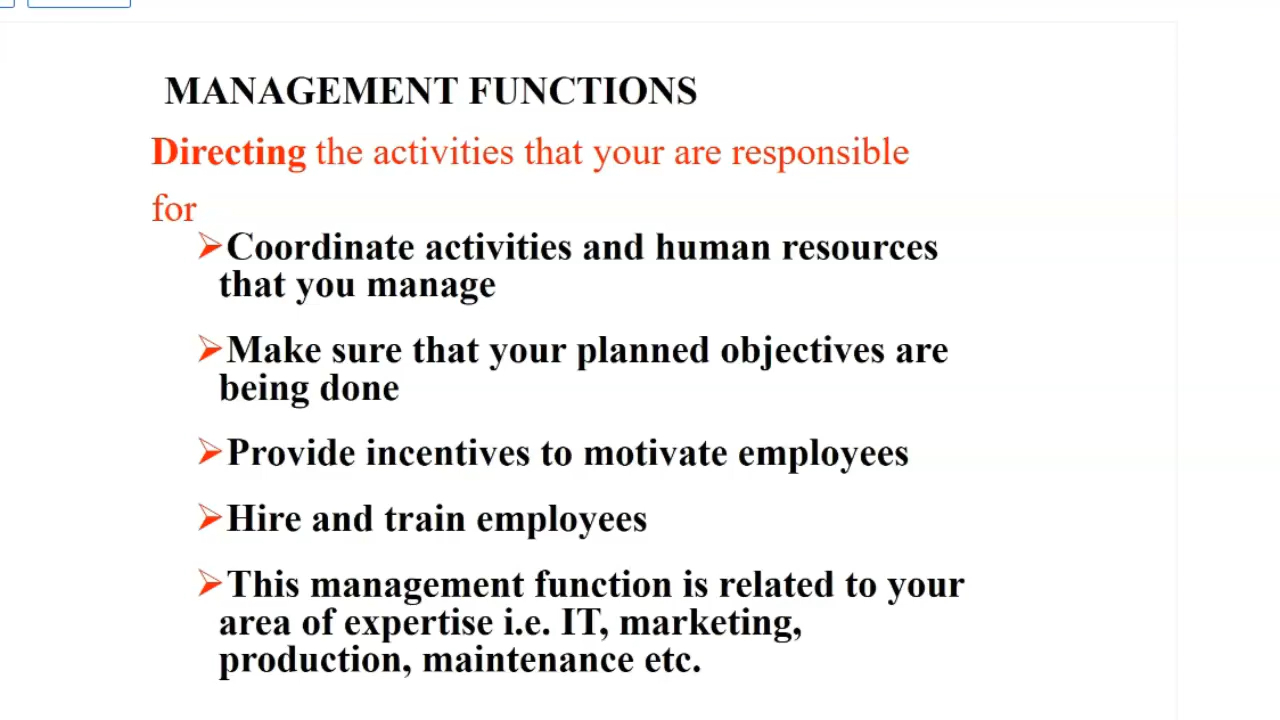 MANAGEMENT FUNCTIONS
Directing the activities that your are responsible
for
Coordinate activities and human resources
that you manage
Make sure that your planned objectives are
being done
Provide incentives to motivate employees
Hire and train employees
This management function is related to your
area of expertise i.e. IT, marketing,
production, maintenance etc.